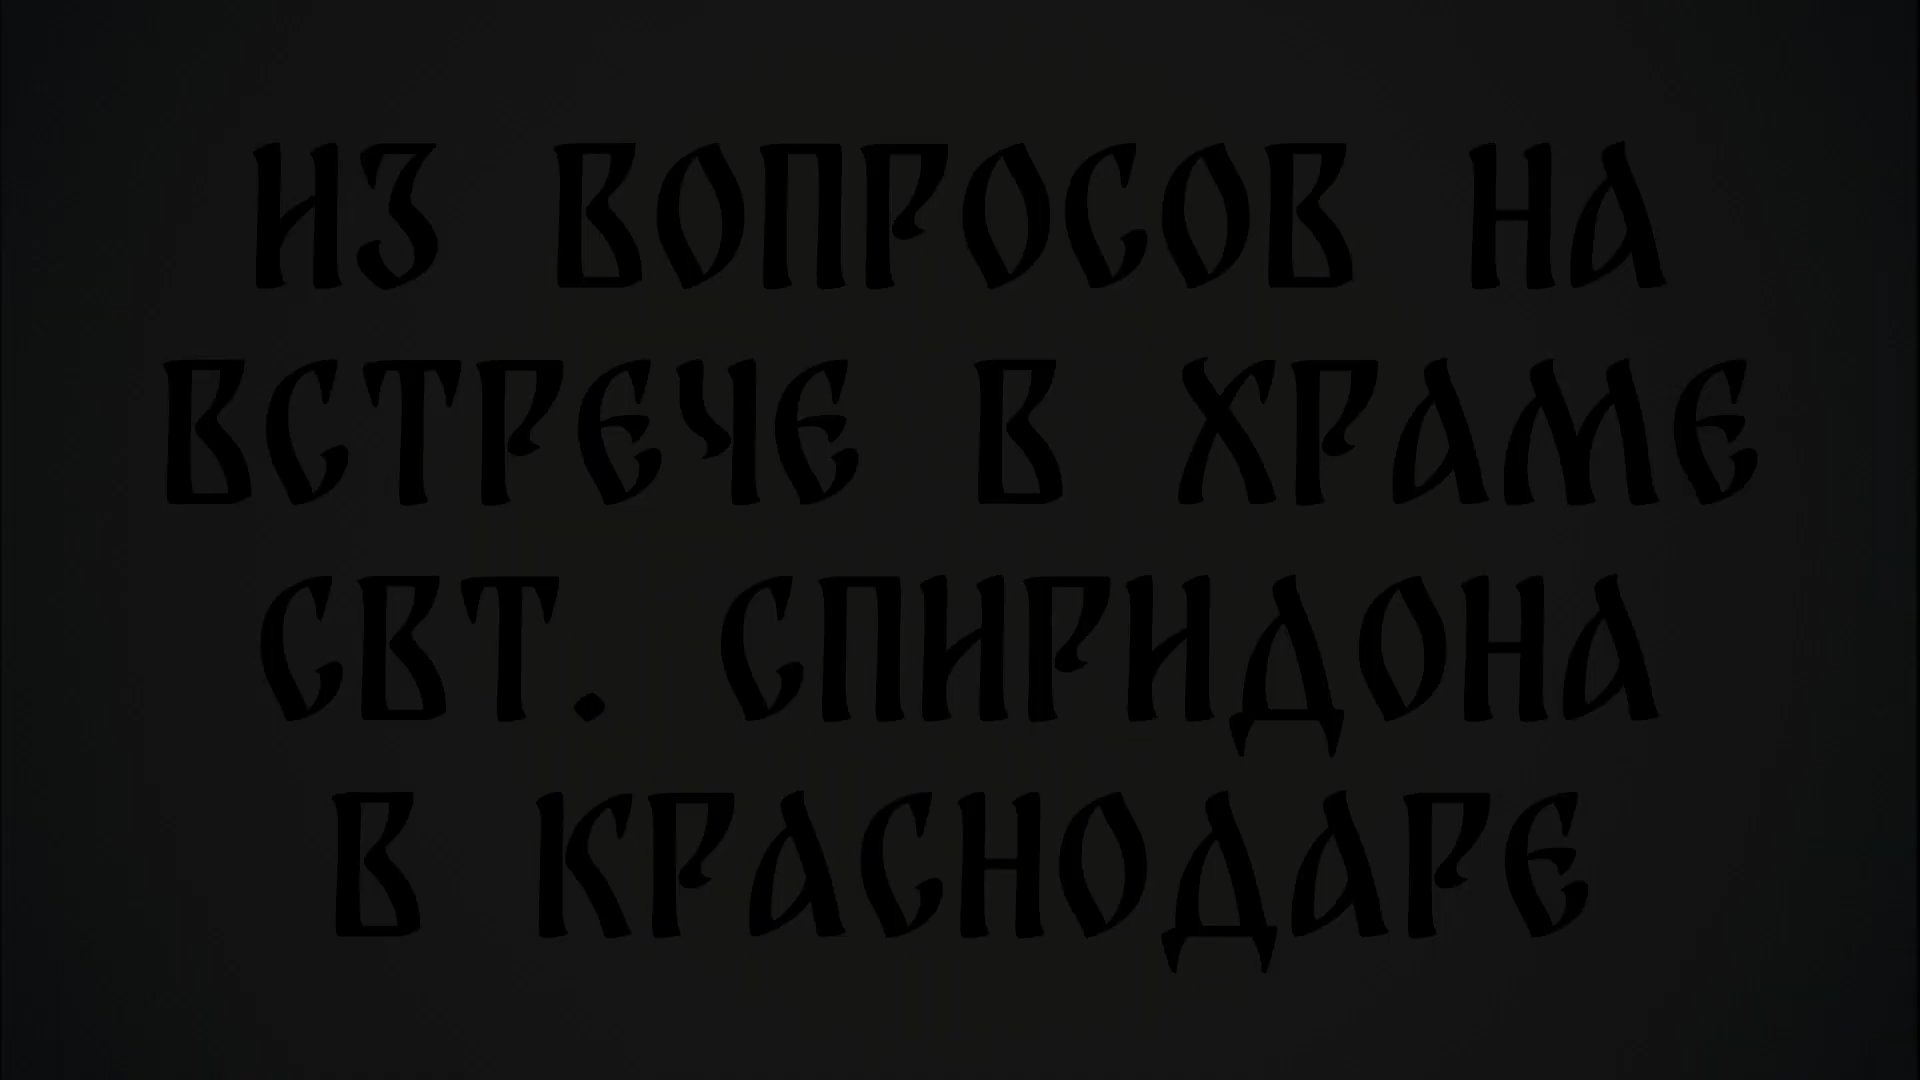 ИЗ ВОПРОСОВ НА
ВСТРЕЧЕ В ХРАМЕ
СВТ. СПИРИДОНА
В КРАСНОДАРЕ